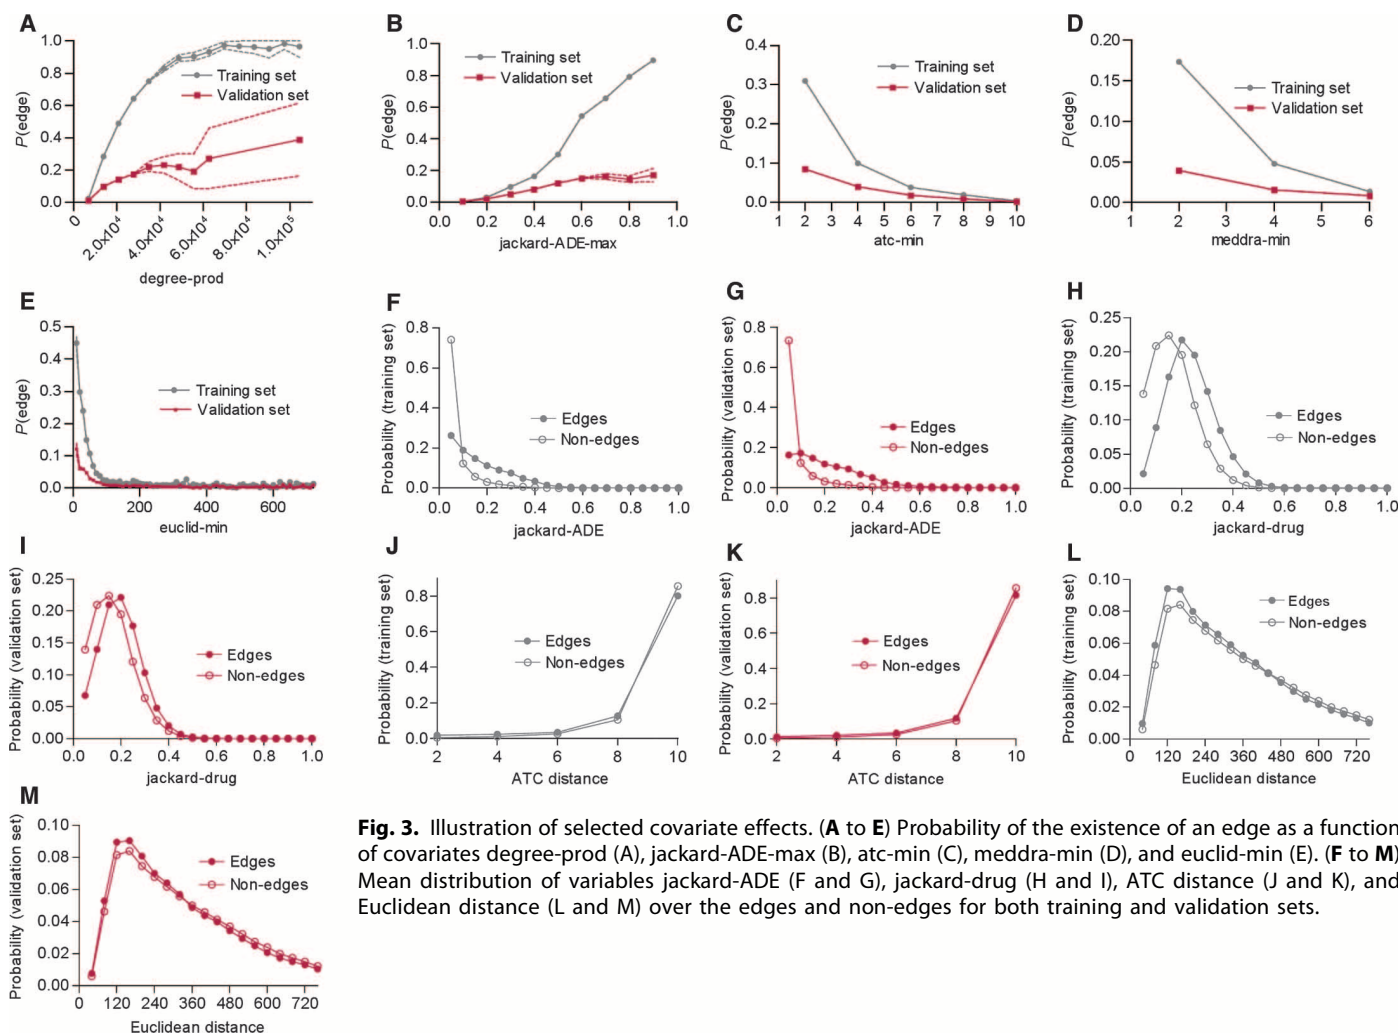 A
P(edge)
1.0
0.8
0.6
0.4
0.2
0.0
Training set
Validation set
0
2.0×10⁴
4.0×10⁴
6.0×10⁴
8.0×10⁴
1.0×10⁵
degree-prod
B
P(edge)
1.0
0.8
0.6
0.4
0.2
0.0
Training set
Validation set
0.0 0.2 0.4 0.6 0.8 1.0
jackard-ADE-max
C
P(edge)
0.4
0.3
0.2
0.1
0.0
Training set
Validation set
1 2 3 4 5 6 7 8 9 10
atc-min
D
P(edge)
0.20
0.15
0.10
0.05
0.00
Training set
Validation set
1 2 3 4 5 6
meddra-min
E
P(edge)
0.5
0.4
0.3
0.2
0.1
0.0
Training set
Validation set
0 200 400 600
euclid-min
F
Probability (training set)
0.8
0.6
0.4
0.2
0.0
Edges
Non-edges
0.0 0.2 0.4 0.6 0.8 1.0
jackard-ADE
G
Probability (validation set)
0.8
0.6
0.4
0.2
0.0
Edges
Non-edges
0.0 0.2 0.4 0.6 0.8 1.0
jackard-ADE
H
Probability (training set)
0.25
0.20
0.15
0.10
0.05
0.00
Edges
Non-edges
0.0 0.2 0.4 0.6 0.8 1.0
jackard-drug
I
Probability (validation set)
0.25
0.20
0.15
0.10
0.05
0.00
Edges
Non-edges
0.0 0.2 0.4 0.6 0.8 1.0
jackard-drug
J
Probability (training set)
0.8
0.6
0.4
0.2
0.0
Edges
Non-edges
2 4 6 8 10
ATC distance
K
Probability (validation set)
0.8
0.6
0.4
0.2
0.0
Edges
Non-edges
2 4 6 8 10
ATC distance
L
Probability (training set)
0.10
0.08
0.06
0.04
0.02
0.00
Edges
Non-edges
0 120 240 360 480 600 720
Euclidean distance
M
Probability (validation set)
0.10
0.08
0.06
0.04
0.02
0.00
Edges
Non-edges
0 120 240 360 480 600 720
Euclidean distance
Fig. 3. Illustration of selected covariate effects. (A to E) Probability of the existence of an edge as a function
of covariates degree-prod (A), jackard-ADE-max (B), atc-min (C), meddra-min (D), and euclid-min (E). (F to M)
Mean distribution of variables jackard-ADE (F and G), jackard-drug (H and I), ATC distance (J and K), and
Euclidean distance (L and M) over the edges and non-edges for both training and validation sets.